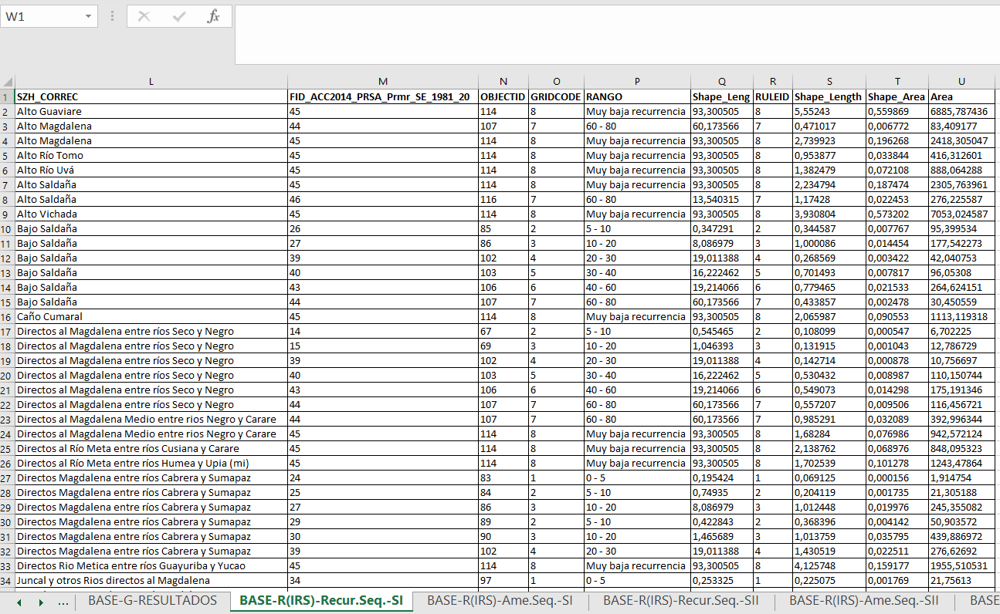 W1 fx
L M N O P Q R S T U
1 SZH_CORREC FID_ACC2014_PRSA_Prmr_SE_1981_20 OBJECTID GRIDCODE RANGO Shape_Leng RULEID Shape_Length Shape_Area Area
2 Alto Guaviare 45 114 8 Muy baja recurrencia 93,300505 8 5,55243 0,559869 6885,787436
3 Alto Magdalena 44 107 7 60 - 80 60,173566 7 0,471017 0,006772 83,409177
4 Alto Magdalena 45 114 8 Muy baja recurrencia 93,300505 8 2,739923 0,196268 2418,305047
5 Alto Río Tomo 45 114 8 Muy baja recurrencia 93,300505 8 0,953877 0,033844 416,312601
6 Alto Río Uvá 45 114 8 Muy baja recurrencia 93,300505 8 1,382479 0,072108 888,064288
7 Alto Saldaña 45 114 8 Muy baja recurrencia 93,300505 8 2,234794 0,187474 2305,763961
8 Alto Saldaña 46 116 7 60 - 80 13,540315 7 1,17428 0,022453 276,225587
9 Alto Vichada 45 114 8 Muy baja recurrencia 93,300505 8 3,930804 0,573202 7053,024587
10 Bajo Saldaña 26 85 2 5 - 10 0,347291 2 0,344587 0,007767 95,399534
11 Bajo Saldaña 27 86 3 10 - 20 8,086979 3 1,000086 0,014454 177,542273
12 Bajo Saldaña 39 102 4 20 - 30 19,011388 4 0,268569 0,003422 42,040753
13 Bajo Saldaña 40 103 5 30 - 40 16,222462 5 0,701493 0,007817 96,05308
14 Bajo Saldaña 43 106 6 40 - 60 19,214066 6 0,779465 0,021533 264,624151
15 Bajo Saldaña 44 107 7 60 - 80 60,173566 7 0,433857 0,002478 30,450559
16 Caño Cumaral 45 114 8 Muy baja recurrencia 93,300505 8 2,065987 0,090553 1113,119318
17 Directos al Magdalena entre ríos Seco y Negro 14 67 2 5 - 10 0,545465 2 0,108099 0,000547 6,702225
18 Directos al Magdalena entre ríos Seco y Negro 15 69 3 10 - 20 1,046393 3 0,131915 0,001043 12,786729
19 Directos al Magdalena entre ríos Seco y Negro 39 102 4 20 - 30 19,011388 4 0,142714 0,000878 10,756697
20 Directos al Magdalena entre ríos Seco y Negro 40 103 5 30 - 40 16,222462 5 0,530432 0,008987 110,150744
21 Directos al Magdalena entre ríos Seco y Negro 43 106 6 40 - 60 19,214066 6 0,549073 0,014298 175,191346
22 Directos al Magdalena entre ríos Seco y Negro 44 107 7 60 - 80 60,173566 7 0,557207 0,009506 116,456721
23 Directos al Magdalena Medio entre rios Negro y Carare 44 107 7 60 - 80 60,173566 7 0,985291 0,032089 392,996344
24 Directos al Magdalena Medio entre rios Negro y Carare 45 114 8 Muy baja recurrencia 93,300505 8 1,68284 0,076986 942,572124
25 Directos al Río Meta entre ríos Cusiana y Carare 45 114 8 Muy baja recurrencia 93,300505 8 2,138762 0,068976 848,095323
26 Directos al Río Meta entre ríos Humea y Upia (mi) 45 114 8 Muy baja recurrencia 93,300505 8 1,702539 0,101278 1243,47864
27 Directos Magdalena entre ríos Cabrera y Sumapaz 24 83 1 0 - 5 0,195424 1 0,069125 0,000156 1,914754
28 Directos Magdalena entre ríos Cabrera y Sumapaz 25 84 2 5 - 10 0,74935 2 0,204119 0,001735 21,305188
29 Directos Magdalena entre ríos Cabrera y Sumapaz 27 86 3 10 - 20 8,086979 3 1,012448 0,019976 245,355082
30 Directos Magdalena entre ríos Cabrera y Sumapaz 29 89 2 5 - 10 0,422843 2 0,368396 0,004142 50,903572
31 Directos Magdalena entre ríos Cabrera y Sumapaz 30 90 3 10 - 20 1,465689 3 1,013759 0,035795 439,886972
32 Directos Magdalena entre ríos Cabrera y Sumapaz 39 102 4 20 - 30 19,011388 4 1,430519 0,022511 276,62692
33 Directos Rio Metica entre ríos Guayuriba y Yucao 45 114 8 Muy baja recurrencia 93,300505 8 4,125748 0,159177 1955,510531
34 Juncal y otros Rios directos al Magdalena 34 97 1 0 - 5 0,253325 1 0,225075 0,001769 21,75613
... BASE-G-RESULTADOS BASE-R(IRS)-Recur.Seq.-SI BASE-R(IRS)-Ame.Seq.-SI BASE-R(IRS)-Recur.Seq.-SII BASE-R(IRS)-Ame.Seq.-SII BASE